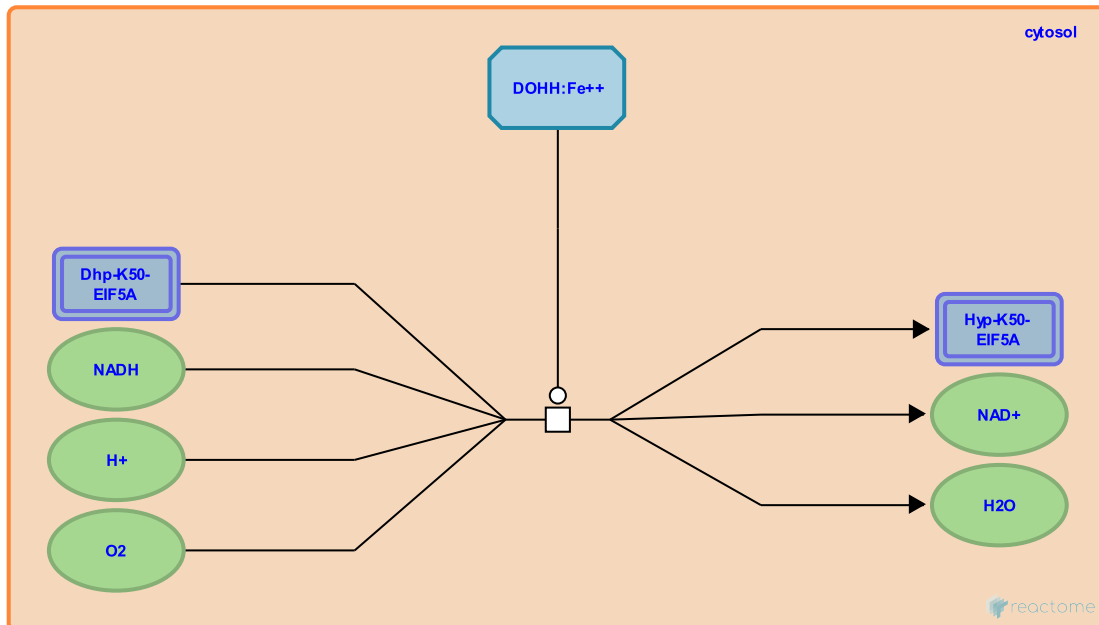 cytosol
DOHH:Fe++
Dhp-K50-
EIF5A
NADH
H+
O2
Hyp-K50-
EIF5A
NAD+
H2O
reactome